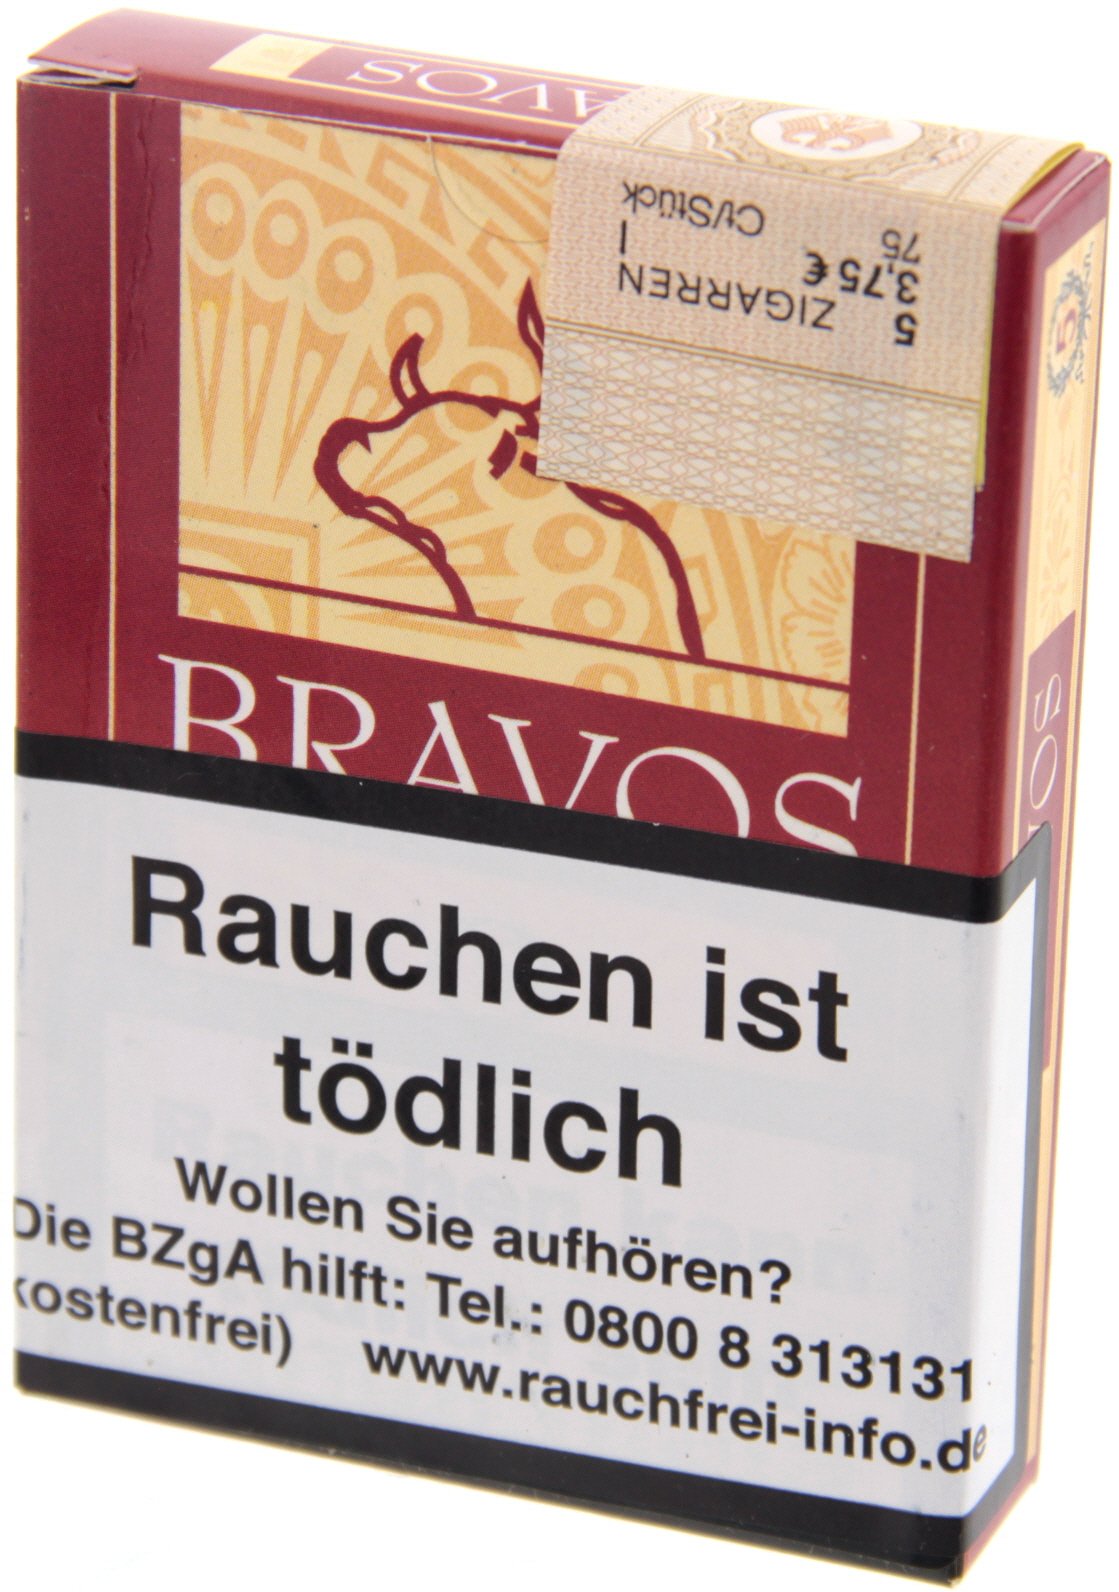 BRAVOS
5 ZIGARREN I
3,75 €
75 Ct/Stück
5
BRAVOS
Rauchen ist
tödlich
Wollen Sie aufhören?
Die BZgA hilft: Tel.: 0800 8 313131
kostenfrei) www.rauchfrei-info.de